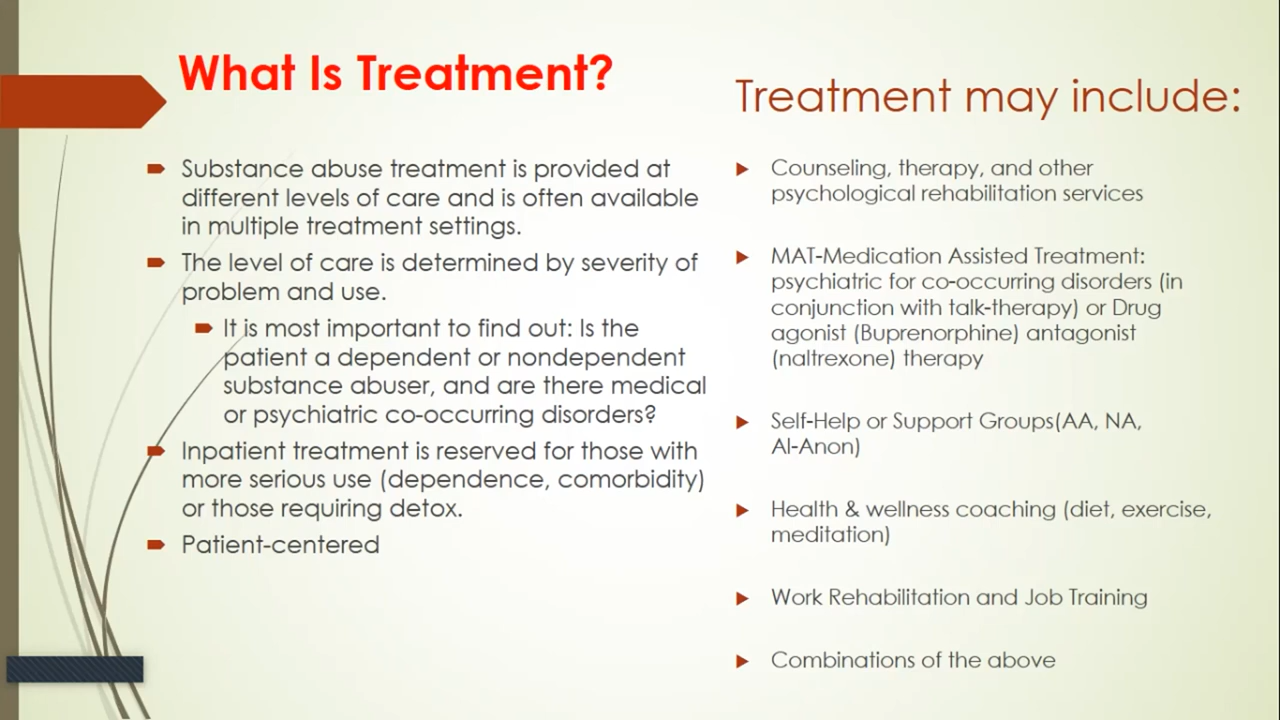 What Is Treatment?
Substance abuse treatment is provided at
different levels of care and is often available
in multiple treatment settings.
The level of care is determined by severity of
problem and use.
It is most important to find out: Is the
patient a dependent or nondependent
substance abuser, and are there medical
or psychiatric co-occurring disorders?
Inpatient treatment is reserved for those with
more serious use (dependence, comorbidity)
or those requiring detox.
Patient-centered
Treatment may include:
Counseling, therapy, and other
psychological rehabilitation services
MAT-Medication Assisted Treatment:
psychiatric for co-occurring disorders (in
conjunction with talk-therapy) or Drug
agonist (Buprenorphine) antagonist
(naltrexone) therapy
Self-Help or Support Groups(AA, NA,
Al-Anon)
Health & wellness coaching (diet, exercise,
meditation)
Work Rehabilitation and Job Training
Combinations of the above